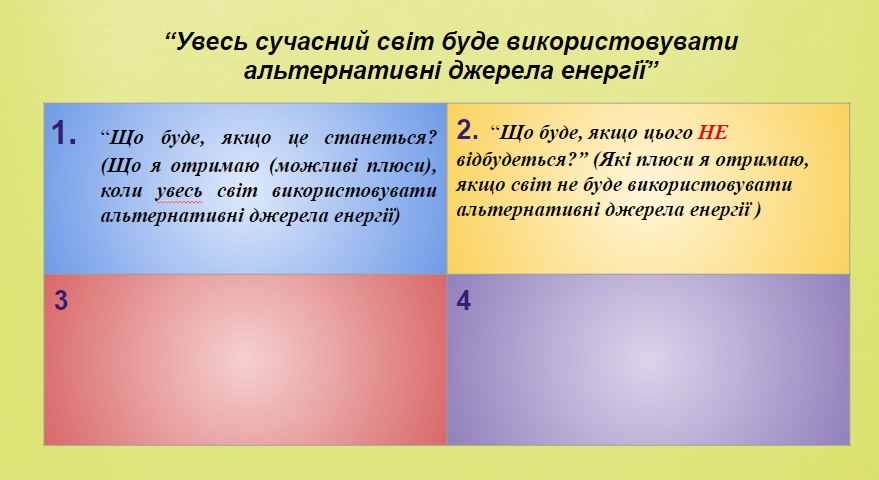 “Увесь сучасний світ буде використовувати
альтернативні джерела енергії”
1. “Що буде, якщо це станеться?
(Що я отримаю (можливі плюси),
коли увесь світ використовувати
альтернативні джерела енергії)
2. “Що буде, якщо цього НЕ
відбудеться?” (Які плюси я отримаю,
якщо світ не буде використовувати
альтернативні джерела енергії )
3
4